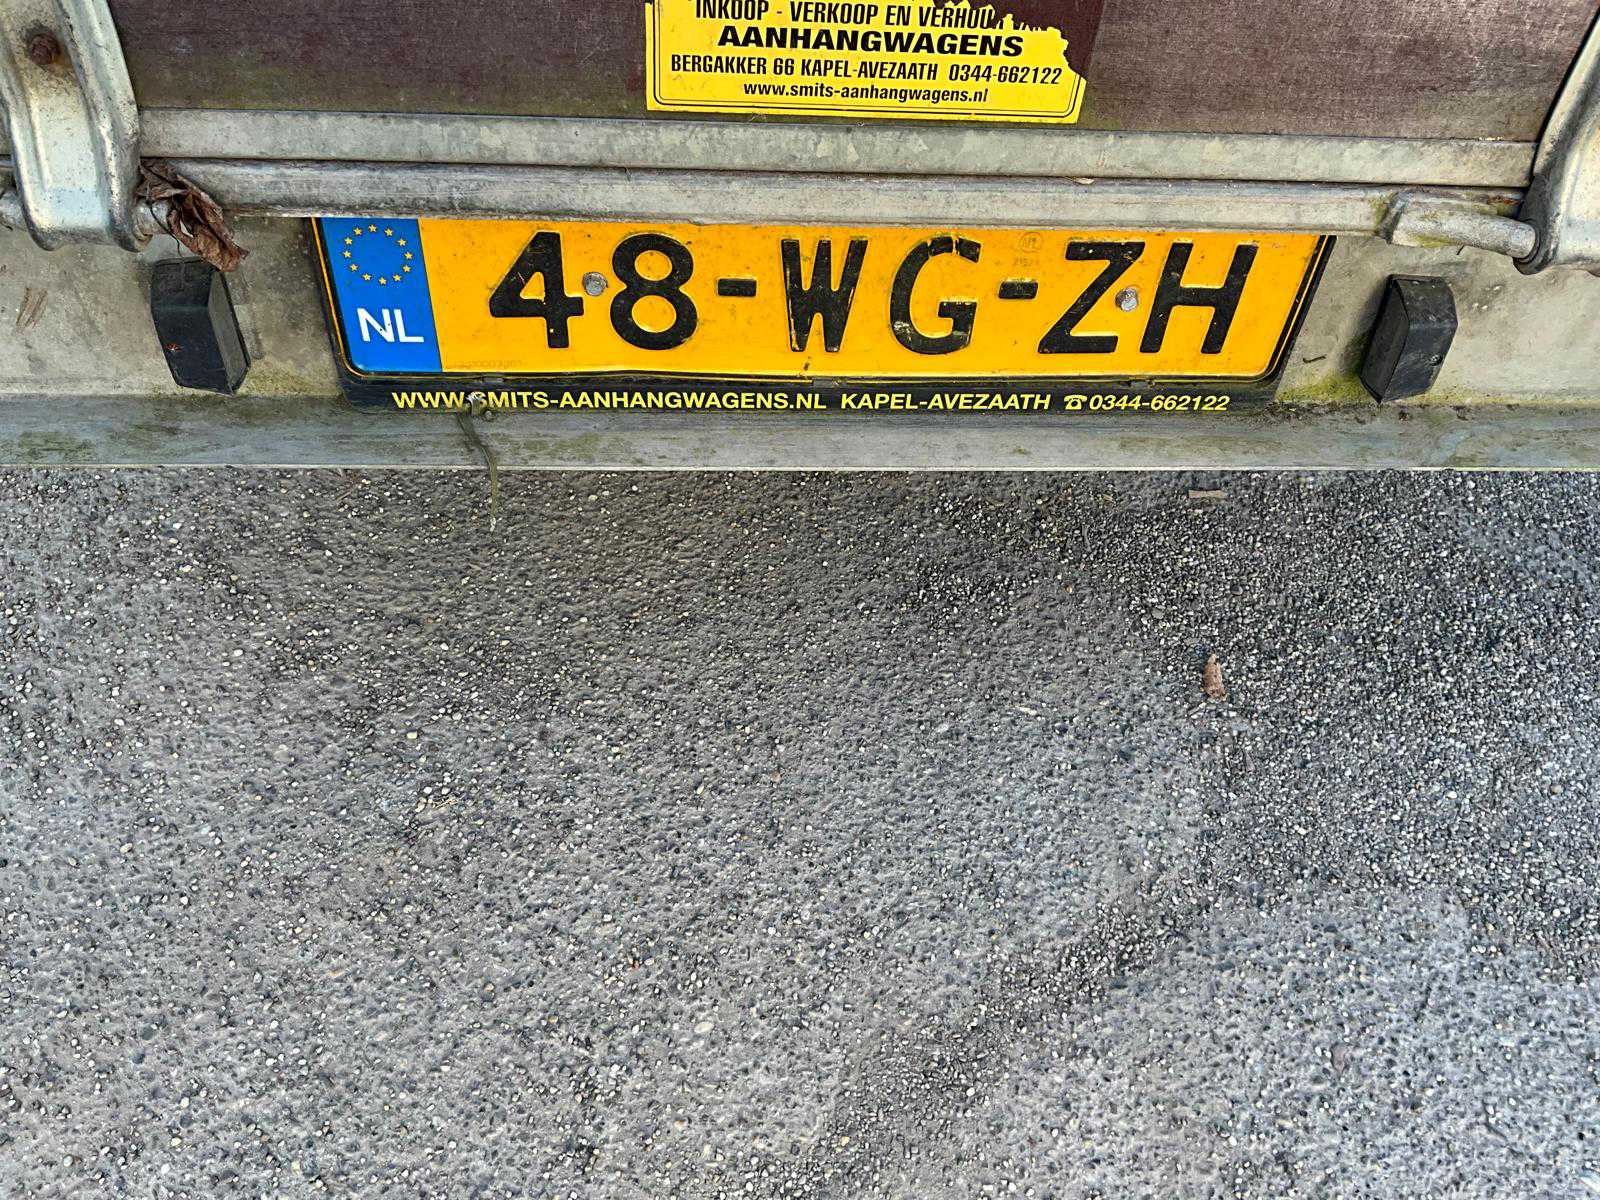 INKOOP - VERKOOP EN VERHUU
AANHANGWAGENS
BERGAKKER 66 KAPEL-AVEZAATH 0344-662122
www.smits-aanhangwagens.nl
NL 48-WG-ZH
WWW.SMITS-AANHANGWAGENS.NL KAPEL-AVEZAATH ☎0344-662122